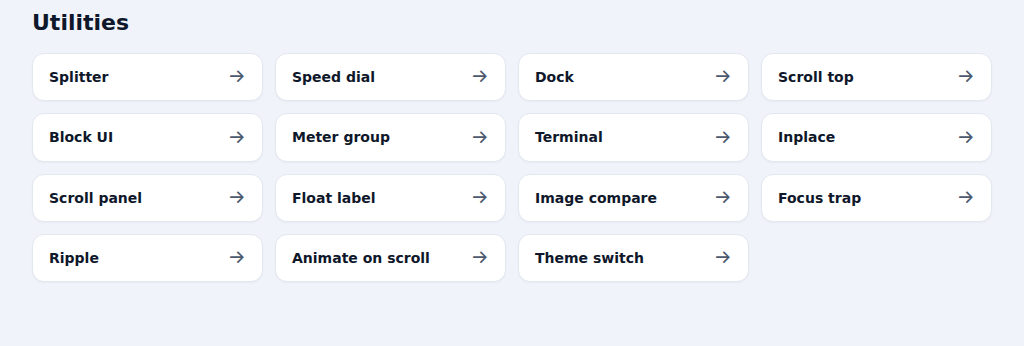 Utilities
Splitter
Speed dial
Dock
Scroll top
Block UI
Meter group
Terminal
Inplace
Scroll panel
Float label
Image compare
Focus trap
Ripple
Animate on scroll
Theme switch